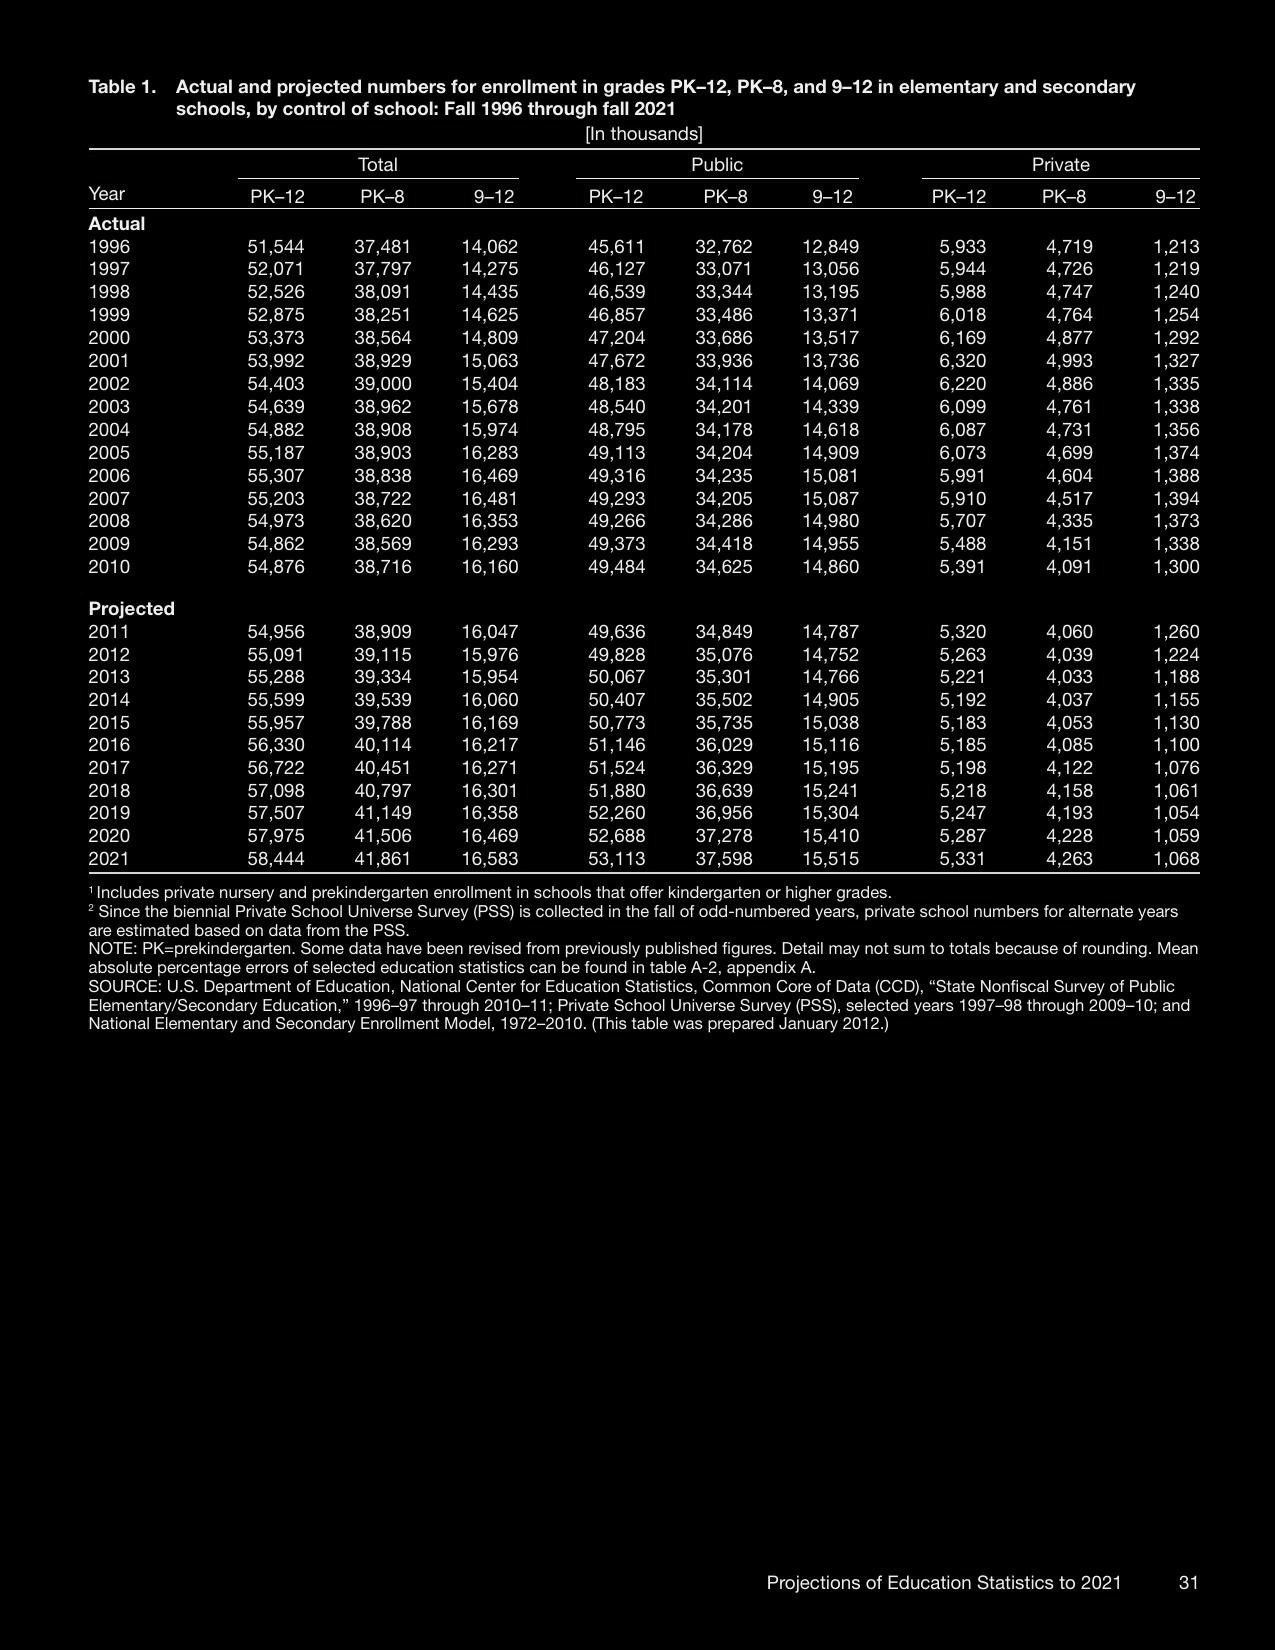 Table 1. Actual and projected numbers for enrollment in grades PK–12, PK–8, and 9–12 in elementary and secondary
schools, by control of school: Fall 1996 through fall 2021
[In thousands]
Total Public Private
Year PK–12 PK–8 9–12 PK–12 PK–8 9–12 PK–12 PK–8 9–12
Actual
1996 51,544 37,481 14,062 45,611 32,762 12,849 5,933 4,719 1,213
1997 52,071 37,797 14,275 46,127 33,071 13,056 5,944 4,726 1,219
1998 52,526 38,091 14,435 46,539 33,344 13,195 5,988 4,747 1,240
1999 52,875 38,251 14,625 46,857 33,486 13,371 6,018 4,764 1,254
2000 53,373 38,564 14,809 47,204 33,686 13,517 6,169 4,877 1,292
2001 53,992 38,929 15,063 47,672 33,936 13,736 6,320 4,993 1,327
2002 54,403 39,000 15,404 48,183 34,114 14,069 6,220 4,886 1,335
2003 54,639 38,962 15,678 48,540 34,201 14,339 6,099 4,761 1,338
2004 54,882 38,908 15,974 48,795 34,178 14,618 6,087 4,731 1,356
2005 55,187 38,903 16,283 49,113 34,204 14,909 6,073 4,699 1,374
2006 55,307 38,838 16,469 49,316 34,235 15,081 5,991 4,604 1,388
2007 55,203 38,722 16,481 49,293 34,205 15,087 5,910 4,517 1,394
2008 54,973 38,620 16,353 49,266 34,286 14,980 5,707 4,335 1,373
2009 54,862 38,569 16,293 49,373 34,418 14,955 5,488 4,151 1,338
2010 54,876 38,716 16,160 49,484 34,625 14,860 5,391 4,091 1,300
Projected
2011 54,956 38,909 16,047 49,636 34,849 14,787 5,320 4,060 1,260
2012 55,091 39,115 15,976 49,828 35,076 14,752 5,263 4,039 1,224
2013 55,288 39,334 15,954 50,067 35,301 14,766 5,221 4,033 1,188
2014 55,599 39,539 16,060 50,407 35,502 14,905 5,192 4,037 1,155
2015 55,957 39,788 16,169 50,773 35,735 15,038 5,183 4,053 1,130
2016 56,330 40,114 16,217 51,146 36,029 15,116 5,185 4,085 1,100
2017 56,722 40,451 16,271 51,524 36,329 15,195 5,198 4,122 1,076
2018 57,098 40,797 16,301 51,880 36,639 15,241 5,218 4,158 1,061
2019 57,507 41,149 16,358 52,260 36,956 15,304 5,247 4,193 1,054
2020 57,975 41,506 16,469 52,688 37,278 15,410 5,287 4,228 1,059
2021 58,444 41,861 16,583 53,113 37,598 15,515 5,331 4,263 1,068
1 Includes private nursery and prekindergarten enrollment in schools that offer kindergarten or higher grades.
2 Since the biennial Private School Universe Survey (PSS) is collected in the fall of odd-numbered years, private school numbers for alternate years
are estimated based on data from the PSS.
NOTE: PK=prekindergarten. Some data have been revised from previously published figures. Detail may not sum to totals because of rounding. Mean
absolute percentage errors of selected education statistics can be found in table A-2, appendix A.
SOURCE: U.S. Department of Education, National Center for Education Statistics, Common Core of Data (CCD), “State Nonfiscal Survey of Public
Elementary/Secondary Education,” 1996–97 through 2010–11; Private School Universe Survey (PSS), selected years 1997–98 through 2009–10; and
National Elementary and Secondary Enrollment Model, 1972–2010. (This table was prepared January 2012.)
Projections of Education Statistics to 2021 31